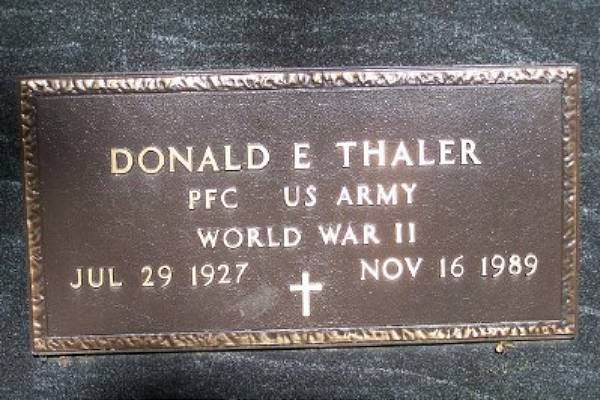 DONALD E THALER
PFC US ARMY
WORLD WAR II
JUL 29 1927 NOV 16 1989